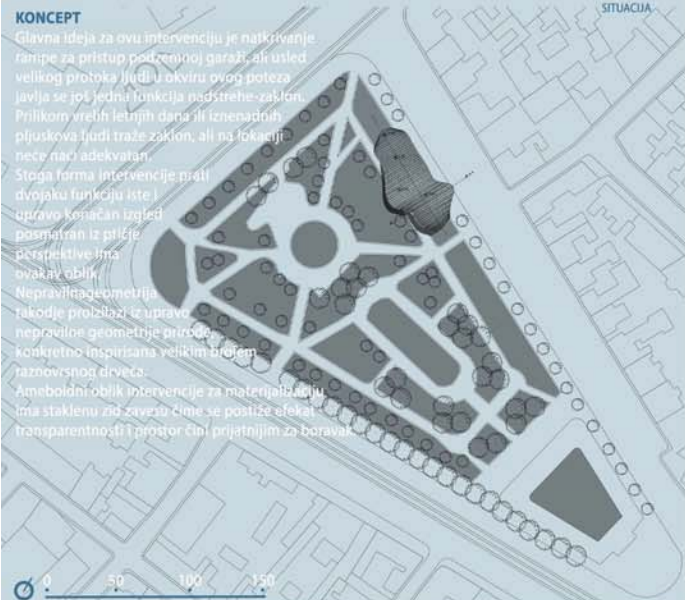 SITUACIJA
KONCEPT
Glavna ideja za ovu intervenciju je natkrivanje
rampe za pristup podzemnoj garaži, ali usled
velikog protoka ljudi u okviru ovog poteza
javlja se još jedna funkcija nadstrehe-zaklon.
Prilikom vrelih letnjih dana ili iznenadnih
pljuskova ljudi traže zaklon, ali na lokaciji
neće naći adekvatan.
Stoga forma intervencije prati
dvojaku funkciju iste i
upravo konačan izgled
posmatran iz ptičje
perspektive ima
ovakav oblik.
Nepravilnageometrija
takodje proizilazi iz upravo
nepravilne geometrije prirode,
konkretno inspirisana velikim brojem
raznovrsnog drveća.
Ameboidni oblik intervencije za materijalizaciju
ima staklenu zid zavesu čime se postiže efekat
transparentnosti i prostor čini prijatnijim za boravak.
0 50 100 150